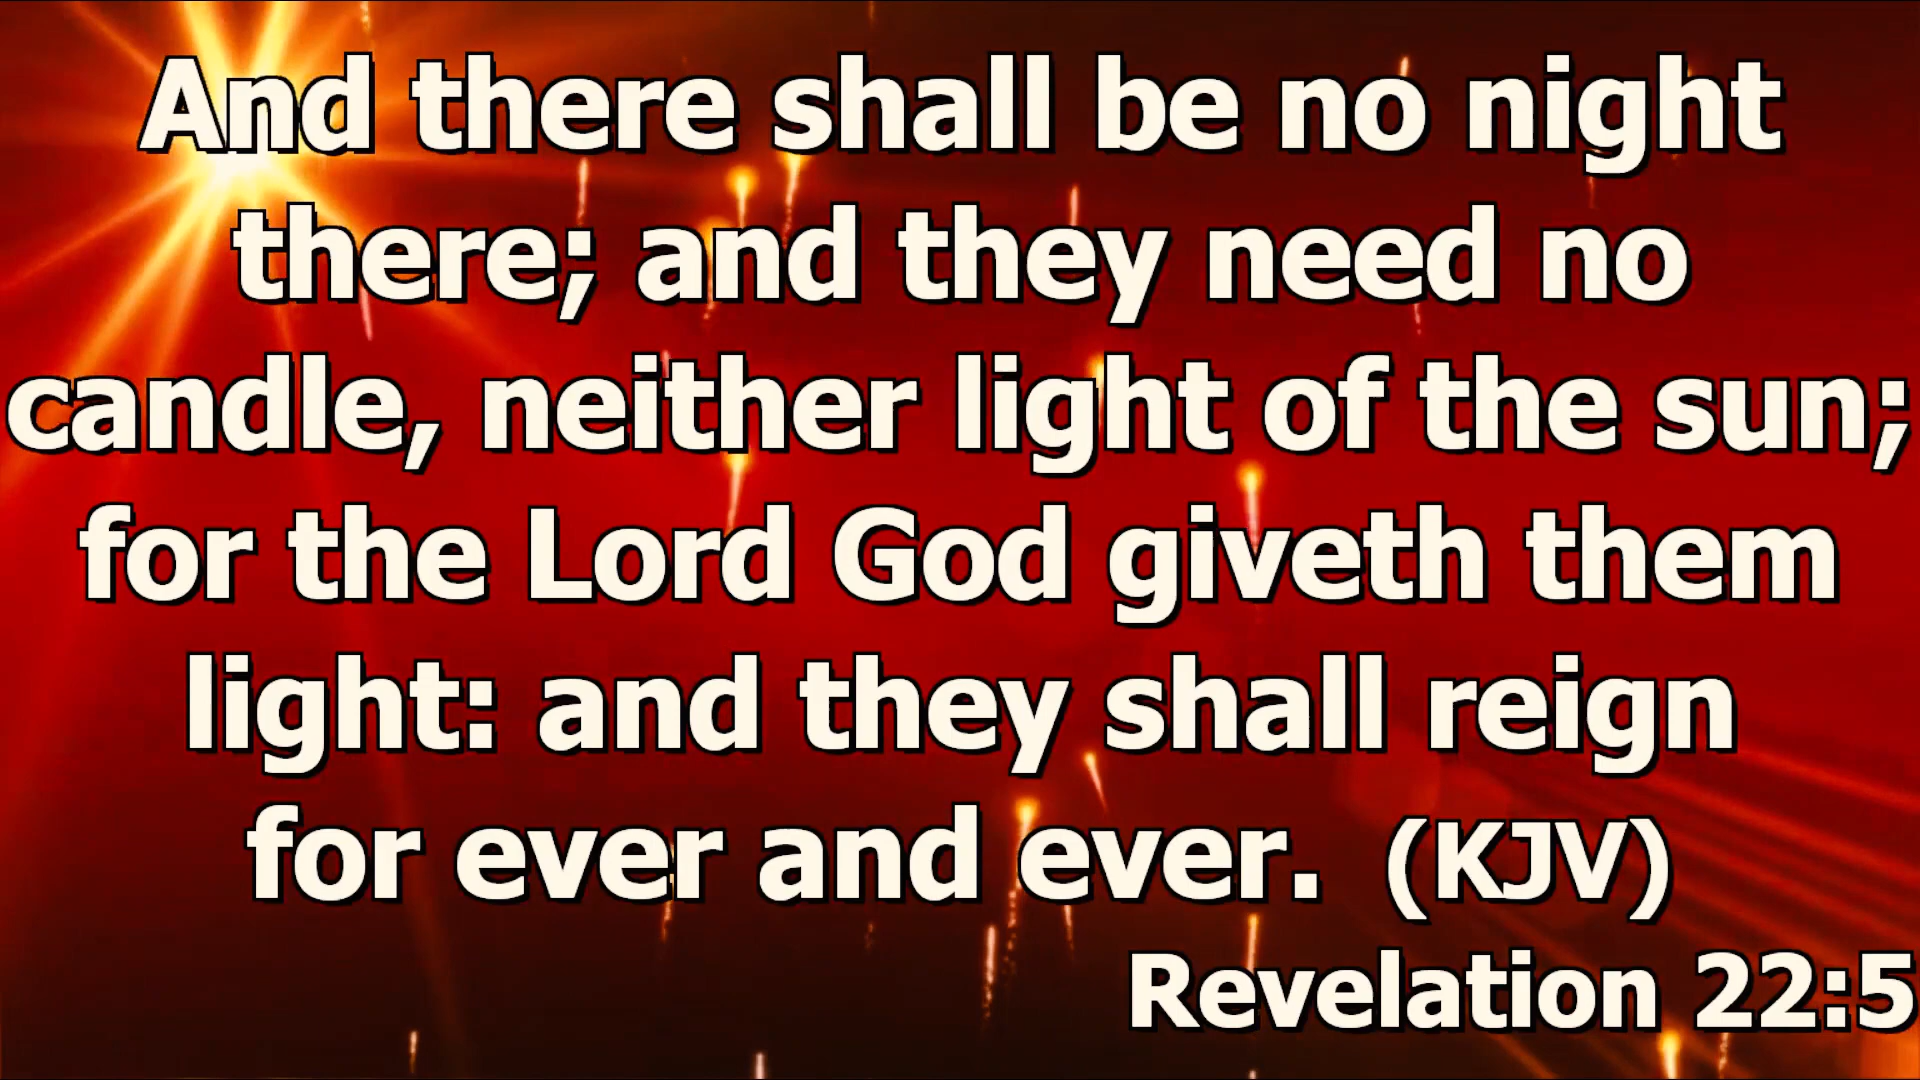 And there shall be no night
there; and they need no
candle, neither light of the sun;
for the Lord God giveth them
light: and they shall reign
for ever and ever. (KJV)
Revelation 22:5